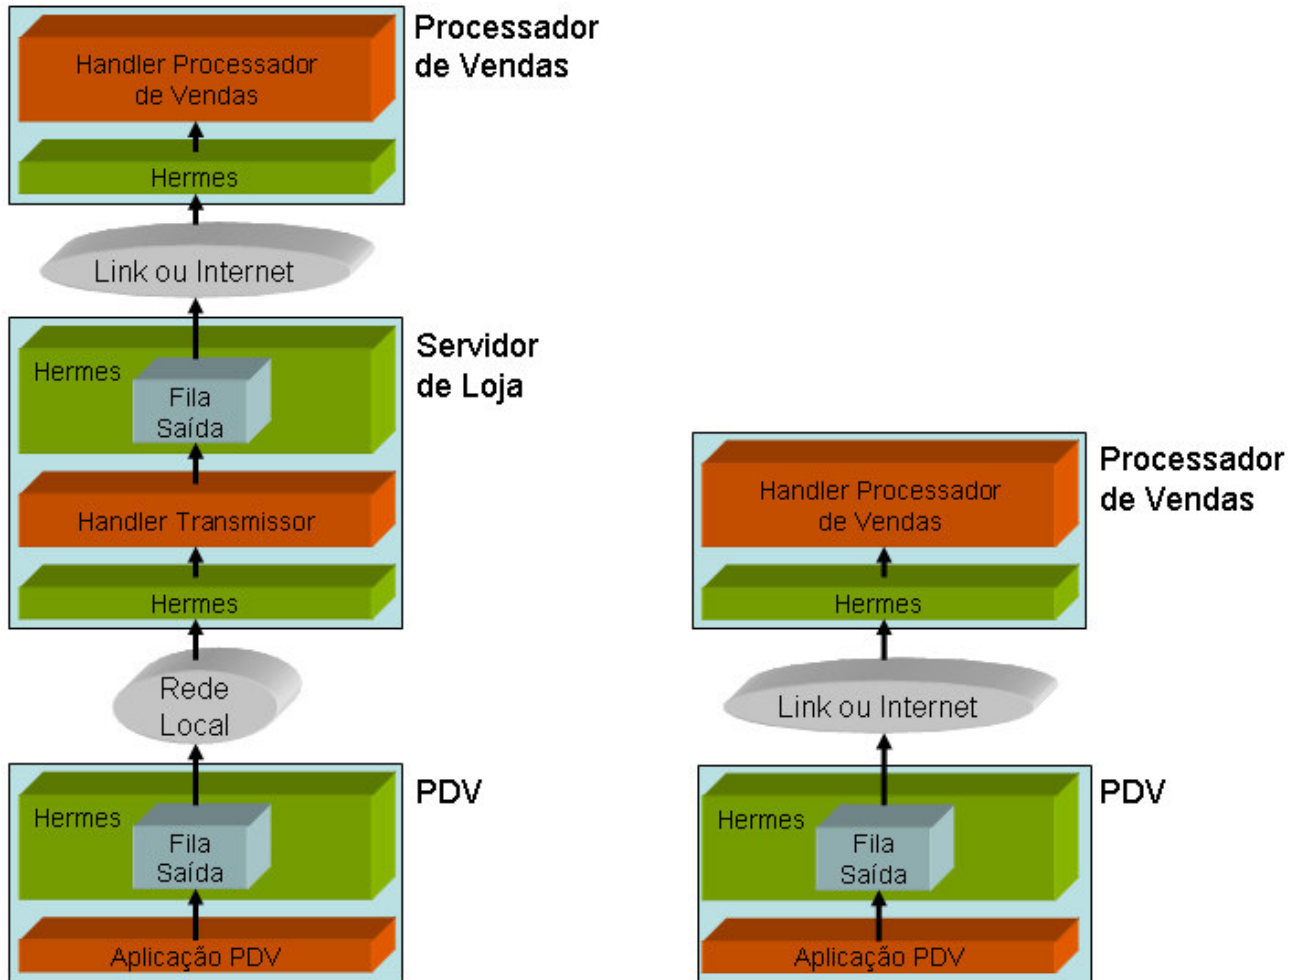 Processador
de Vendas
Handler Processador
de Vendas
Hermes
Link ou Internet
Servidor
de Loja
Hermes
Fila
Saída
Handler Transmissor
Hermes
Rede
Local
PDV
Hermes
Fila
Saída
Aplicação PDV
Processador
de Vendas
Handler Processador
de Vendas
Hermes
Link ou Internet
PDV
Hermes
Fila
Saída
Aplicação PDV